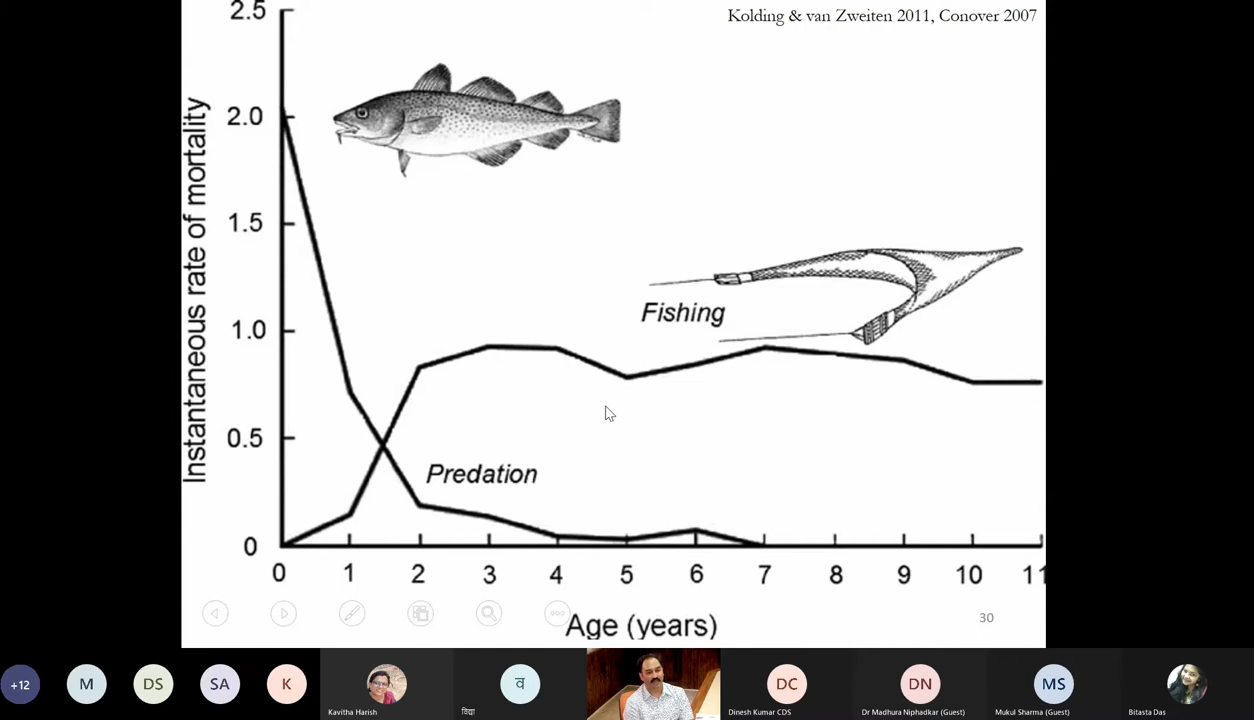 Kolding & van Zweiten 2011, Conover 2007
2.5
2.0
1.5
1.0
0.5
0
Instantaneous rate of mortality
Fishing
Predation
0 1 2 3 4 5 6 7 8 9 10 11
Age (years)
30
+12
M
DS
SA
K
Kavitha Harish
व
विद्या
DC
Dinesh Kumar CDS
DN
Dr Madhura Niphadkar (Guest)
MS
Mukul Sharma (Guest)
Bitasta Das